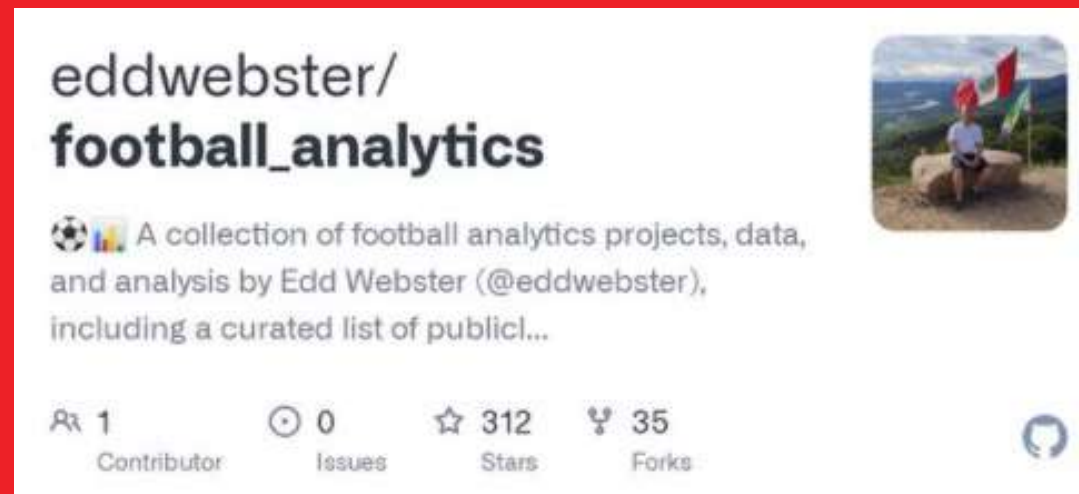 eddwebster/
football_analytics
⚽📊 A collection of football analytics projects, data,
and analysis by Edd Webster (@eddwebster),
including a curated list of publicl...
1 0 312 35
Contributor Issues Stars Forks